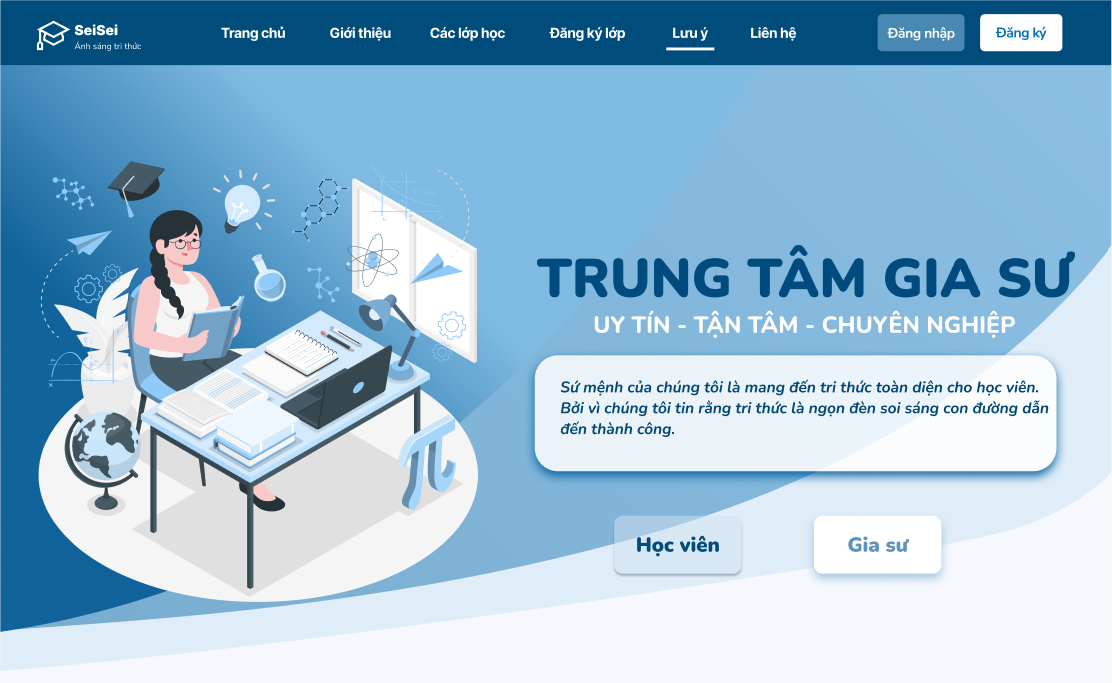 SeiSei
Ánh sáng tri thức
Trang chủ
Giới thiệu
Các lớp học
Đăng ký lớp
Lưu ý
Liên hệ
Đăng nhập
Đăng ký
TRUNG TÂM GIA SƯ
UY TÍN - TẬN TÂM - CHUYÊN NGHIỆP
Sứ mệnh của chúng tôi là mang đến tri thức toàn diện cho học viên.
Bởi vì chúng tôi tin rằng tri thức là ngọn đèn soi sáng con đường dẫn
đến thành công.
Học viên
Gia sư
π